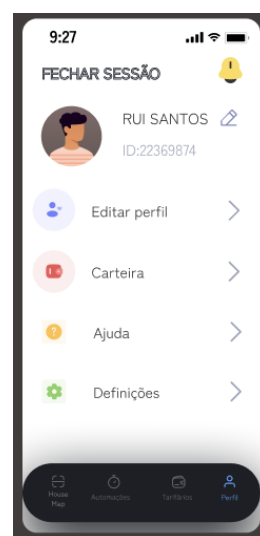 9:27
FECHAR SESSÃO
RUI SANTOS
ID:22369874
Editar perfil
Carteira
Ajuda
Definições
House
Map
Automações
Tarifários
Perfil